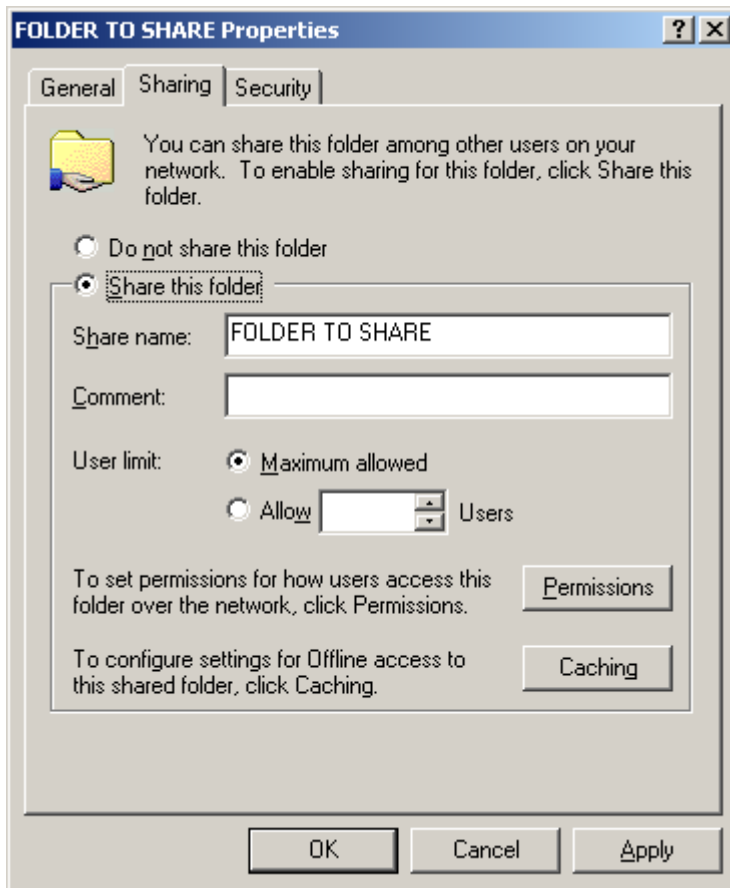 FOLDER TO SHARE Properties
General Sharing Security
You can share this folder among other users on your
network. To enable sharing for this folder, click Share this
folder.
Do not share this folder
Share this folder
Share name: FOLDER TO SHARE
Comment:
User limit: Maximum allowed
Allow Users
To set permissions for how users access this
folder over the network, click Permissions.
Permissions
To configure settings for Offline access to
this shared folder, click Caching.
Caching
OK Cancel Apply